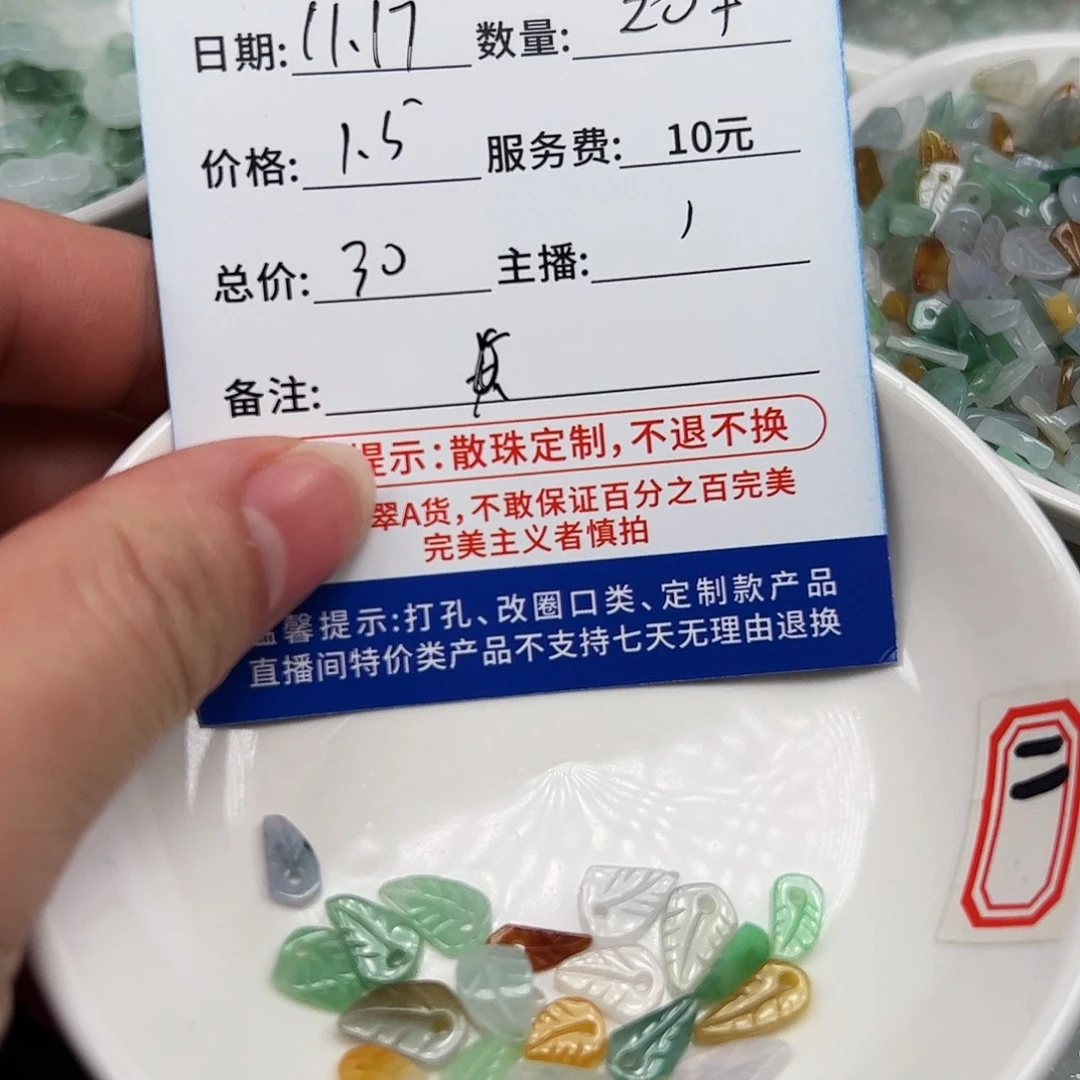 日期: 11.17 数量: 20个
价格: 1.5 服务费: 10元
总价: 30 主播:
备注:
提示:散珠定制,不退不换
翠A货,不敢保证百分之百完美
完美主义者慎拍
温馨提示:打孔、改圈口类、定制款产品
直播间特价类产品不支持七天无理由退换
二